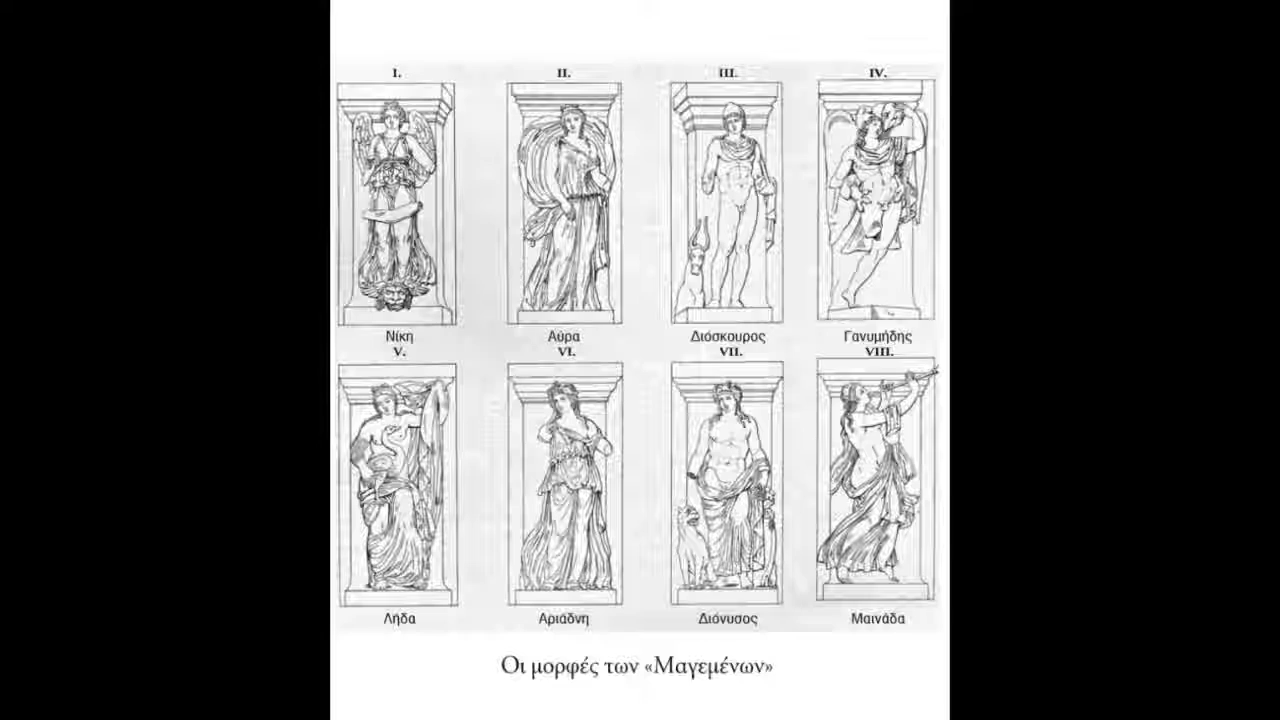 I. II. III. IV.
Νίκη Αύρα Διόσκουρος Γανυμήδης
V. VI. VII. VIII.
Λήδα Αριάδνη Διόνυσος Μαινάδα
Οι μορφές των «Μαγεμένων»